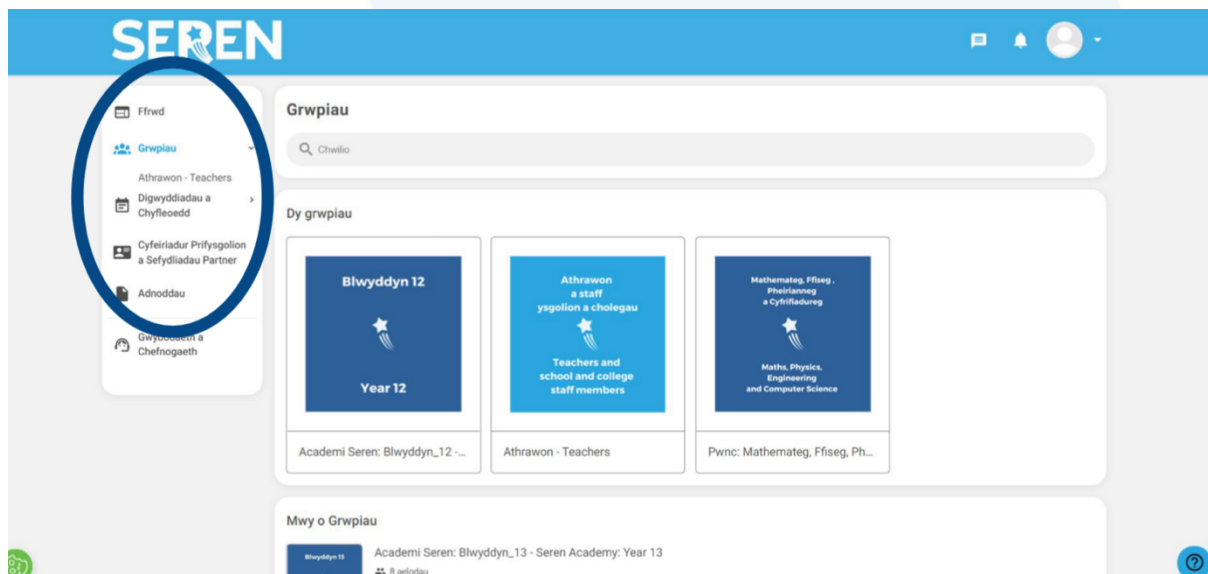 SEREN
Ffrwd
Grwpiau
Athrawon - Teachers
Digwyddiadau a
Chyfleoedd
Cyfeiriadur Prifysgolion
a Sefydliadau Partner
Adnoddau
Gwybodaeth a
Chefnogaeth
Grwpiau
Chwilio
Dy grwpiau
Blwyddyn 12
Year 12
Academi Seren: Blwyddyn_12 -...
Athrawon
a staff
ysgolion a cholegau
Teachers and
school and college
staff members
Athrawon - Teachers
Mathemateg, Ffiseg,
Pheirianneg
a Cyfrifiadureg
Maths, Physics,
Engineering
and Computer Science
Pwnc: Mathemateg, Ffiseg, Ph...
Mwy o Grwpiau
Blwyddyn 13
Academi Seren: Blwyddyn_13 - Seren Academy: Year 13
8 aelodau